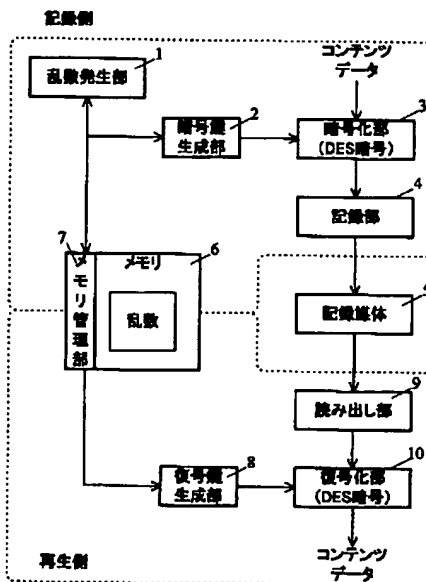 記録側
コンテンツ
データ
1
乱数発生部
2
暗号鍵
生成部
3
暗号化部
(DES暗号)
4
記録部
7
メモリ管理部
メモリ
6
乱数
記録媒体
9
読み出し部
8
復号鍵
生成部
10
復号化部
(DES暗号)
再生側
コンテンツ
データ